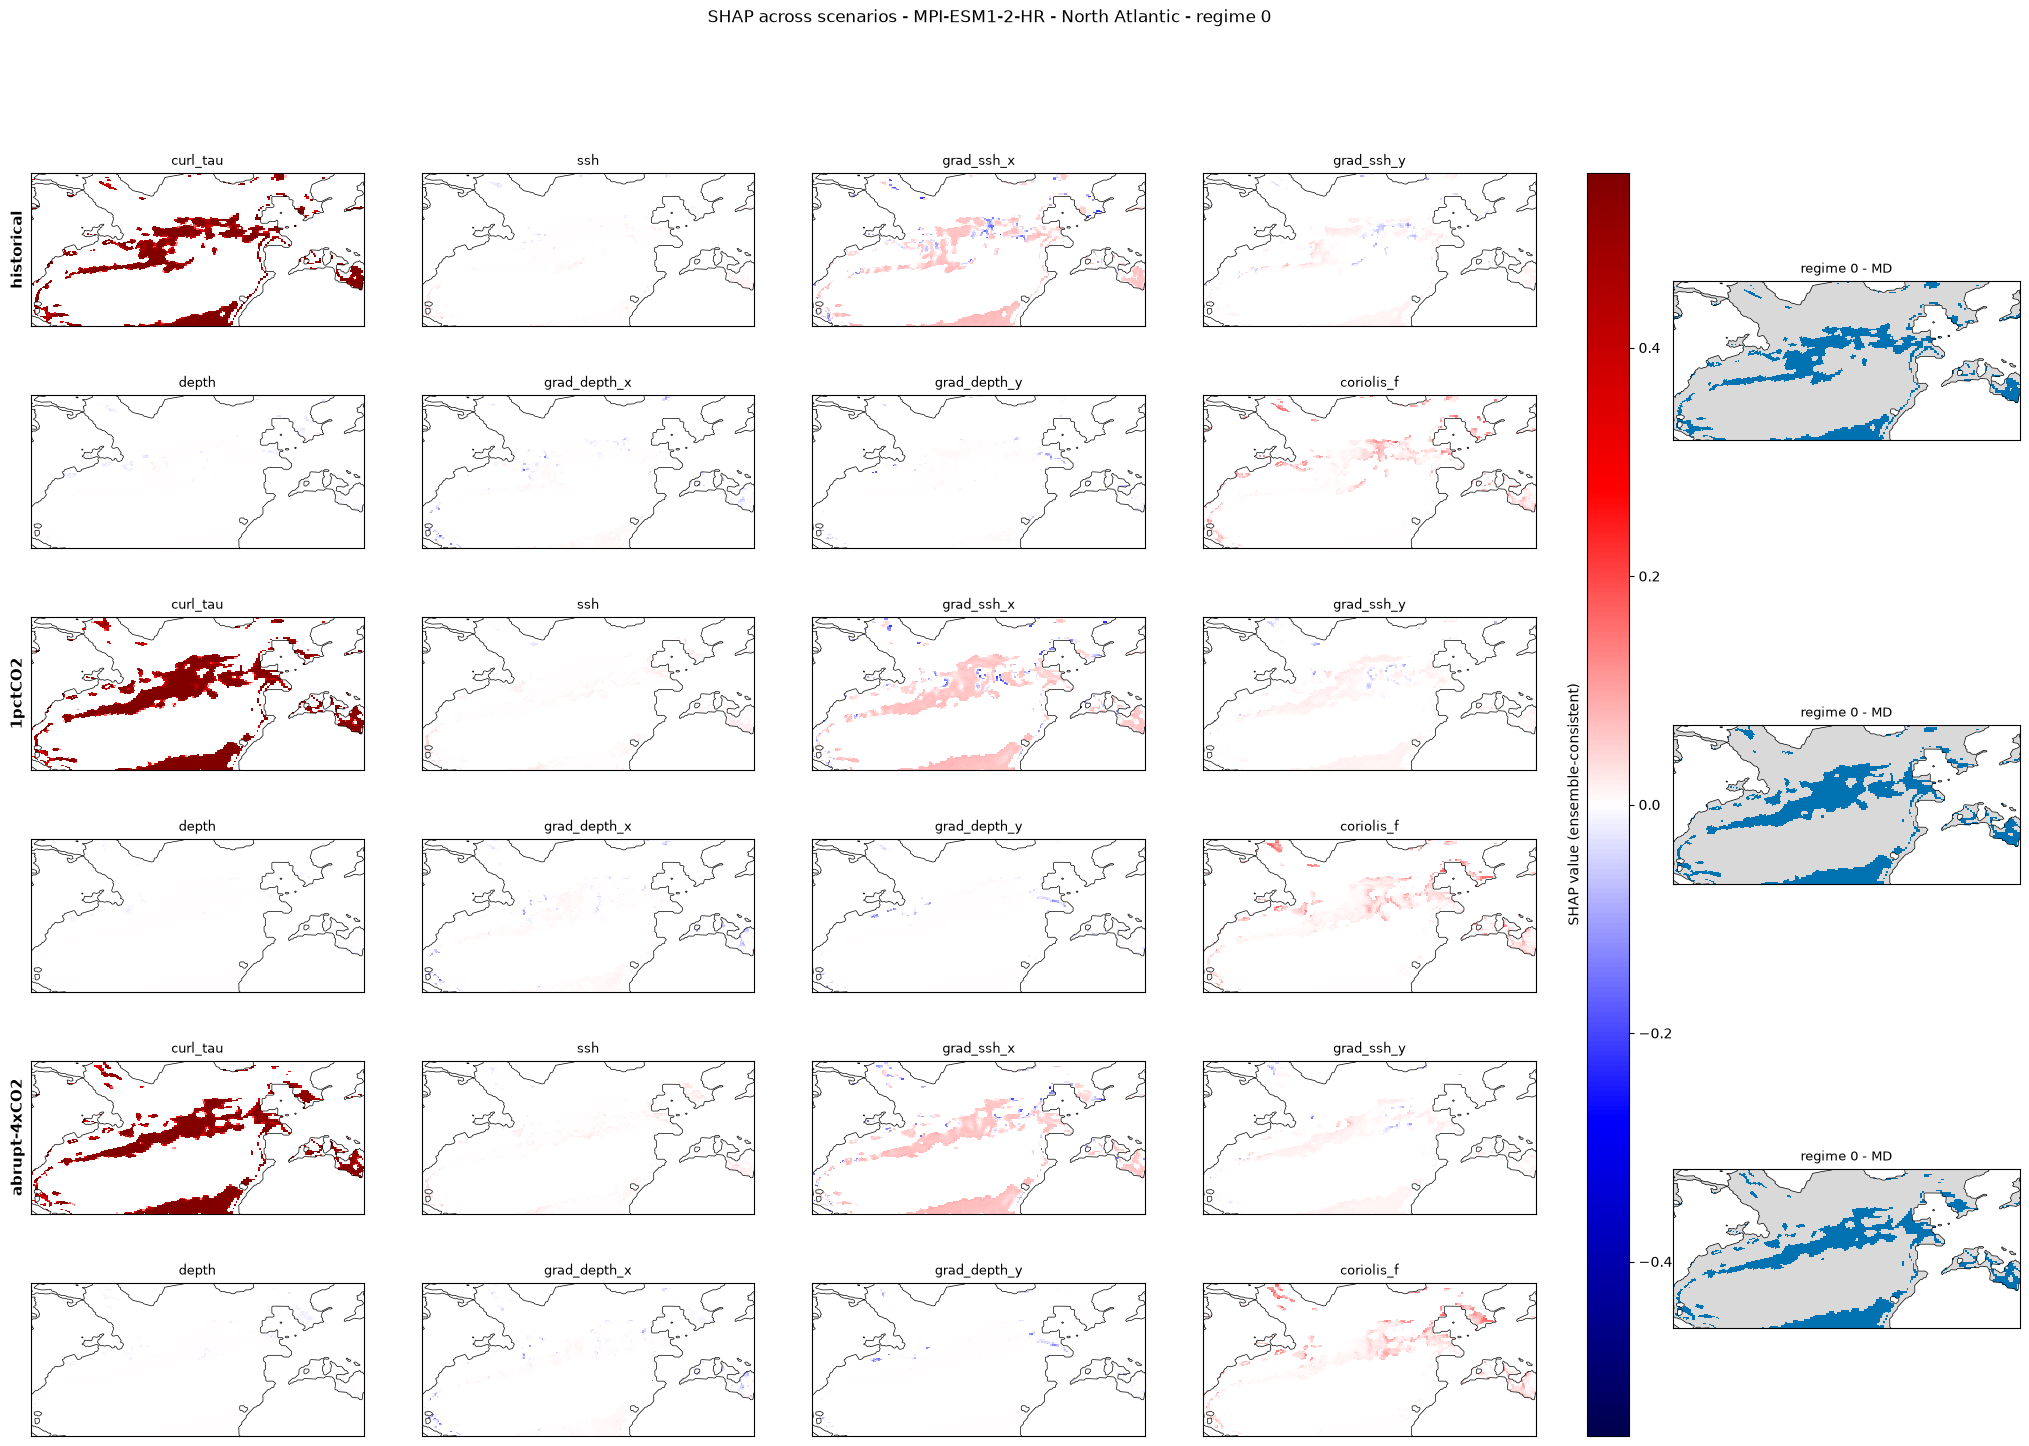 SHAP across scenarios - MPI-ESM1-2-HR - North Atlantic - regime 0
historical
curl_tau
ssh
grad_ssh_x
grad_ssh_y
depth
grad_depth_x
grad_depth_y
coriolis_f
1pctCO2
curl_tau
ssh
grad_ssh_x
grad_ssh_y
depth
grad_depth_x
grad_depth_y
coriolis_f
abrupt-4xCO2
curl_tau
ssh
grad_ssh_x
grad_ssh_y
depth
grad_depth_x
grad_depth_y
coriolis_f
SHAP value (ensemble-consistent)
0.4
0.2
0.0
−0.2
−0.4
regime 0 - MD
regime 0 - MD
regime 0 - MD